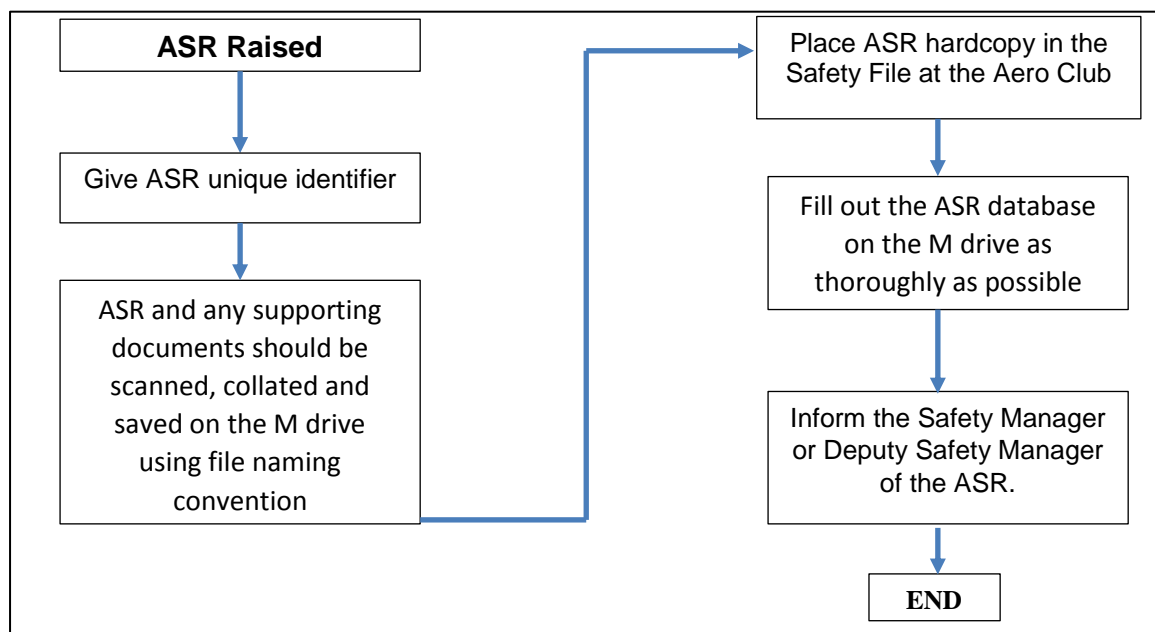 ASR Raised
Give ASR unique identifier
ASR and any supporting
documents should be
scanned, collated and
saved on the M drive
using file naming
convention
Place ASR hardcopy in the
Safety File at the Aero Club
Fill out the ASR database
on the M drive as
thoroughly as possible
Inform the Safety Manager
or Deputy Safety Manager
of the ASR.
END